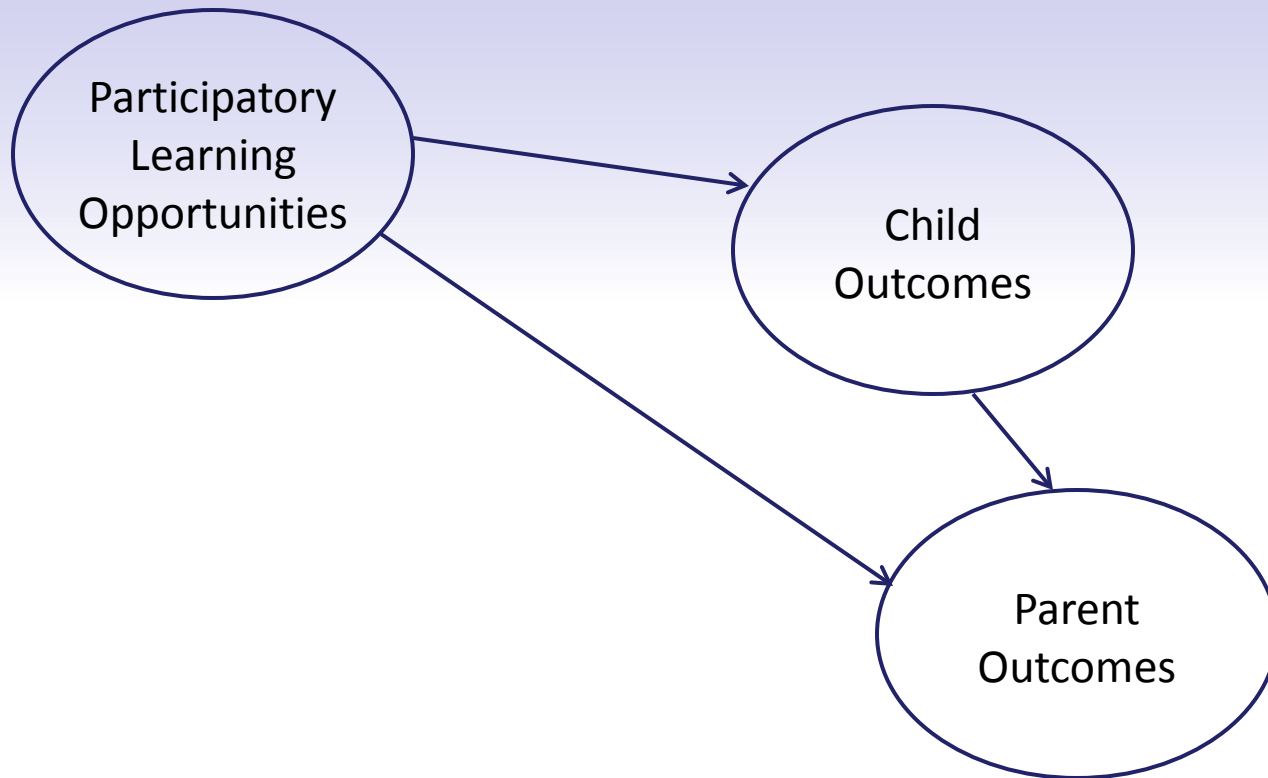 Participatory
Learning
Opportunities
Child
Outcomes
Parent
Outcomes